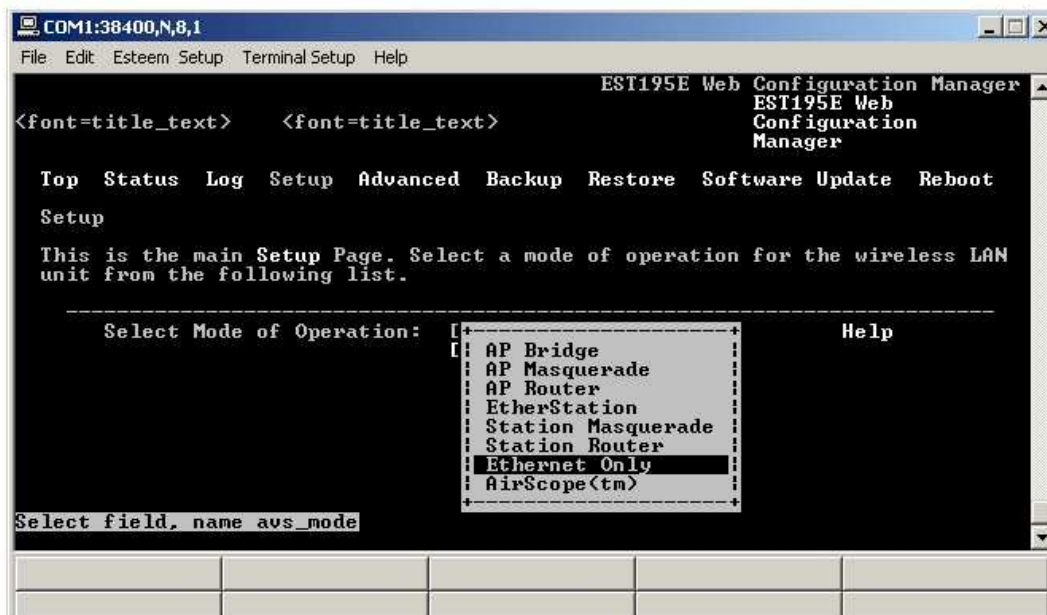 COM1:38400,N,8,1
File Edit Esteem Setup Terminal Setup Help
EST195E Web Configuration Manager
EST195E Web
<font=title_text> <font=title_text> Configuration
Manager
Top Status Log Setup Advanced Backup Restore Software Update Reboot
Setup
This is the main Setup Page. Select a mode of operation for the wireless LAN
unit from the following list.
Select Mode of Operation: Help
AP Bridge
AP Masquerade
AP Router
EtherStation
Station Masquerade
Station Router
Ethernet Only
AirScope(tm)
Select field, name avs_mode